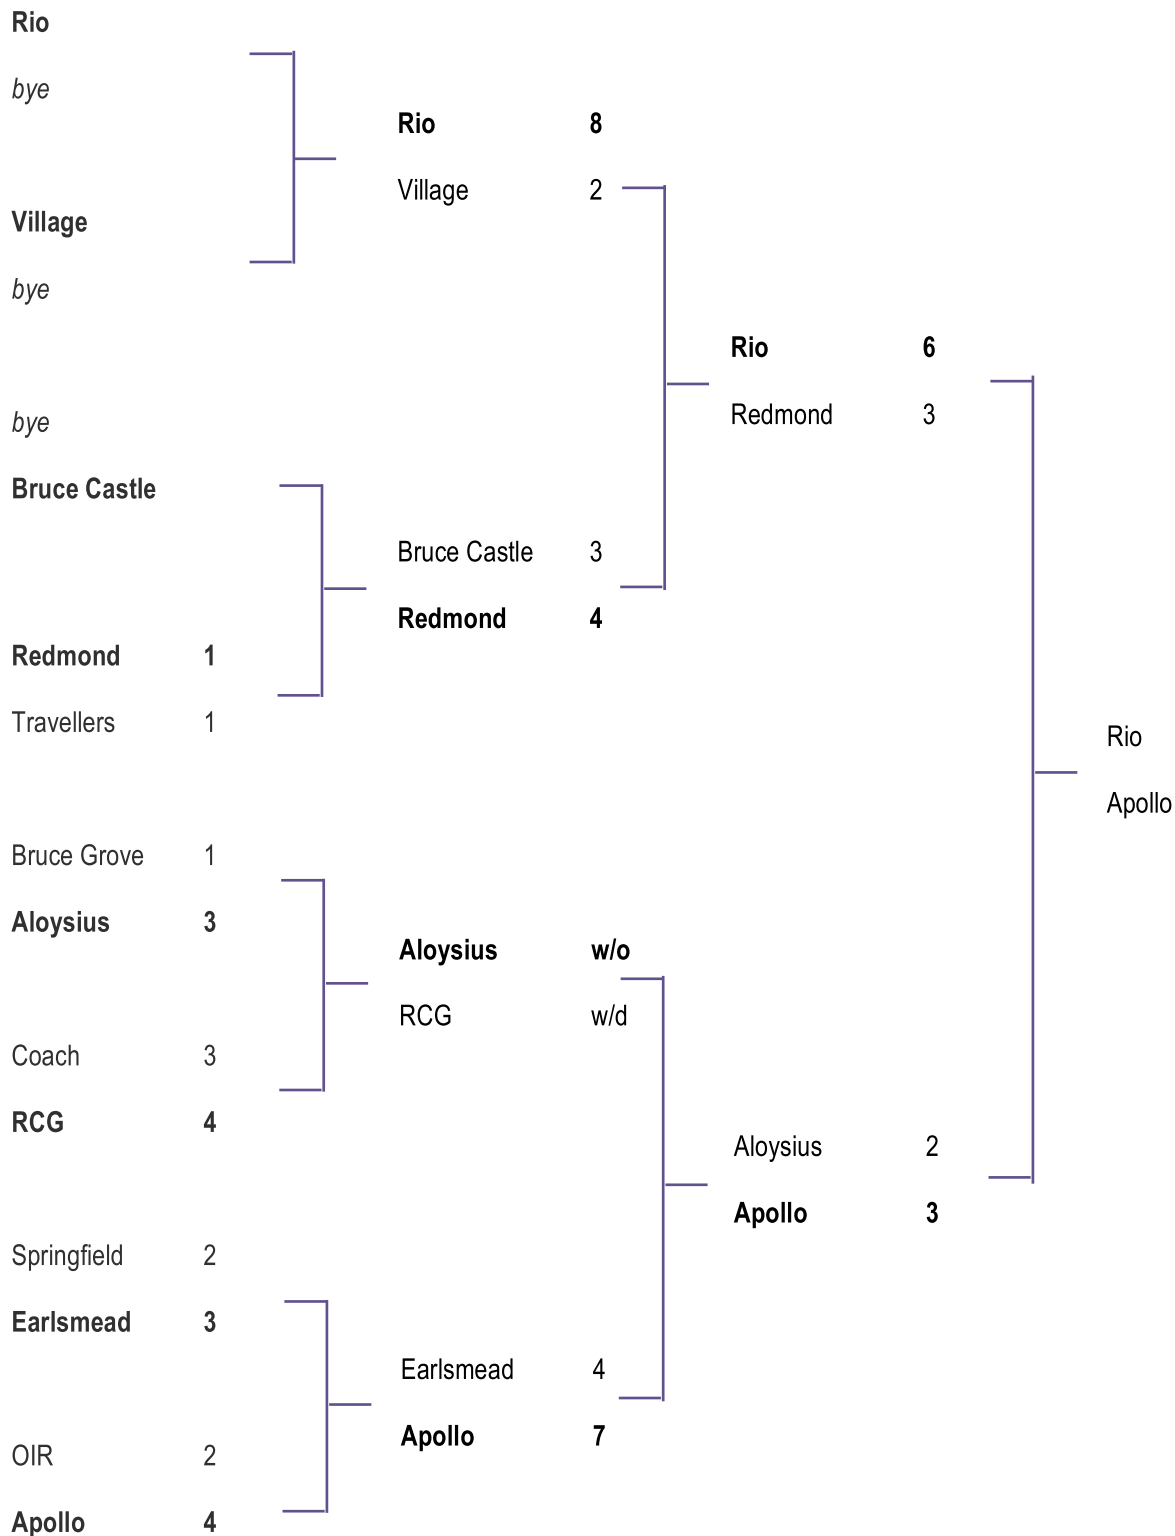 Rio
bye
Village
bye
bye
Bruce Castle
Redmond 1
Travellers 1
Bruce Grove 1
Aloysius 3
Coach 3
RCG 4
Springfield 2
Earlsmead 3
OIR 2
Apollo 4
Rio 8
Village 2
Bruce Castle 3
Redmond 4
Aloysius w/o
RCG w/d
Earlsmead 4
Apollo 7
Rio 6
Redmond 3
Aloysius 2
Apollo 3
Rio
Apollo